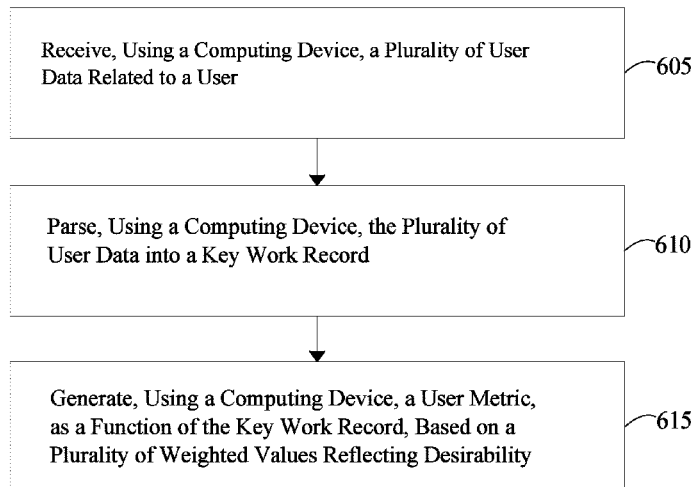 Receive, Using a Computing Device, a Plurality of User
Data Related to a User
605
Parse, Using a Computing Device, the Plurality of
User Data into a Key Work Record
610
Generate, Using a Computing Device, a User Metric,
as a Function of the Key Work Record, Based on a
Plurality of Weighted Values Reflecting Desirability
615